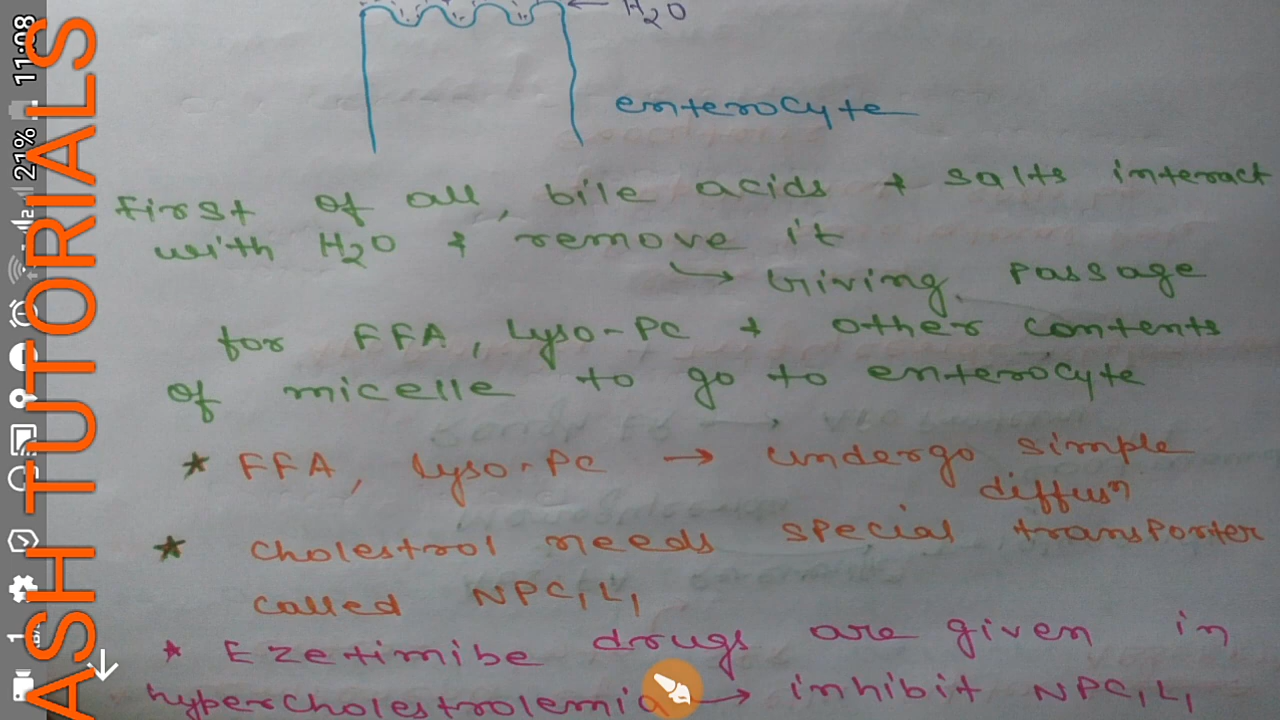 ← H₂O
enterocyte
First of all, bile acids & salts interact
with H₂O & remove it
↳ Giving passage
for FFA, Lyso-PC & other contents
of micelle to go to enterocyte
* FFA, Lyso-PC → undergo simple
diffusn
* cholestrol needs special transporter
called NPC₁L₁
* Ezetimibe drugs are given in
hypercholestrolemia → inhibit NPC₁L₁
ASH TUTORIALS
11:08
21%